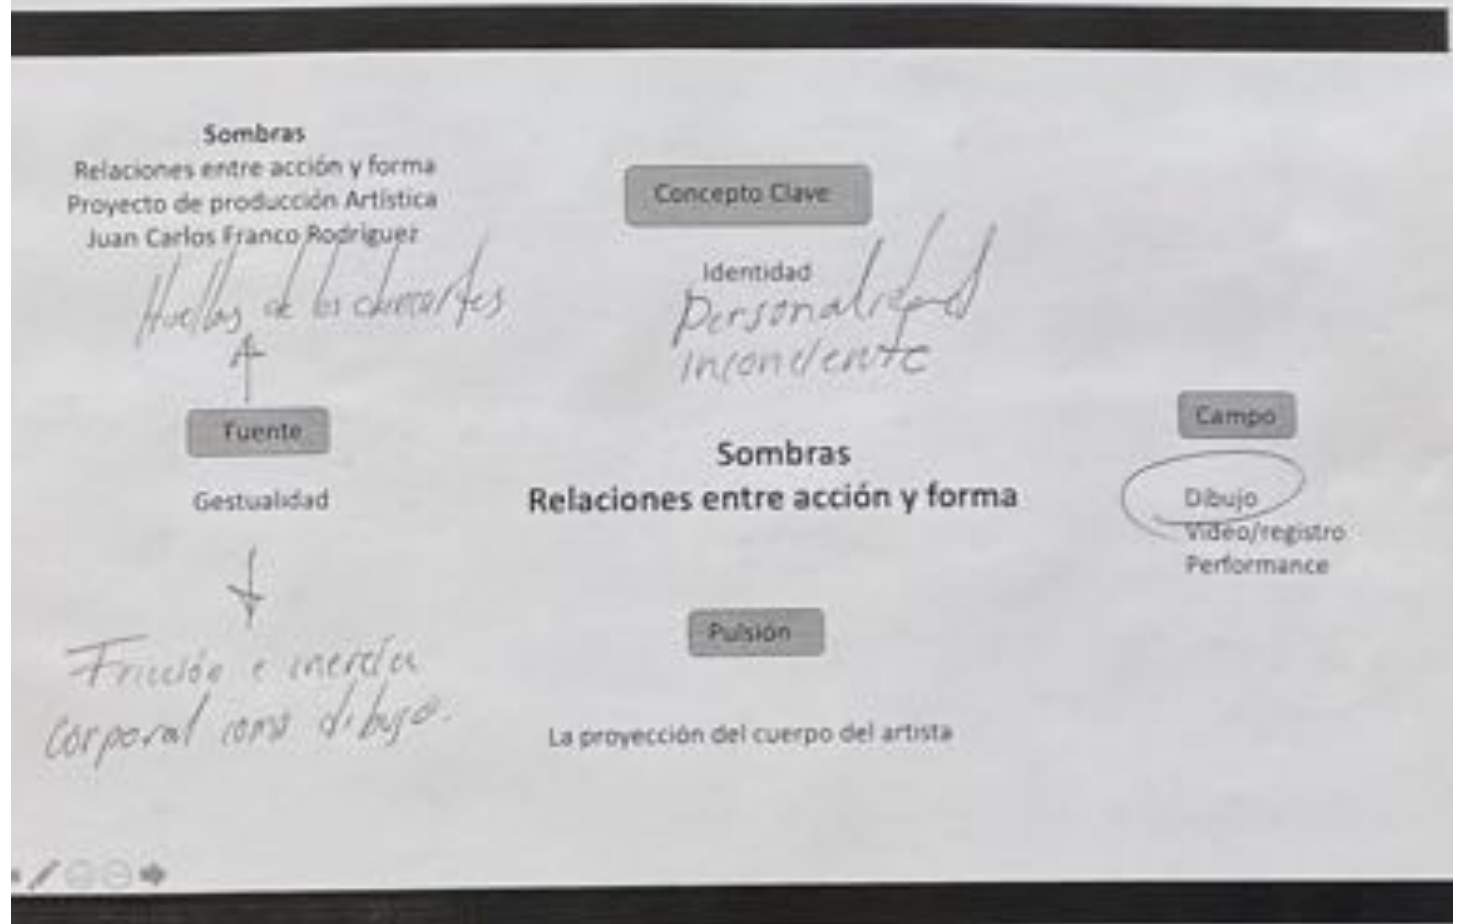 Sombras
Relaciones entre acción y forma
Proyecto de producción Artística
Juan Carlos Franco Rodriguez
Huellas de los
Concepto Clave
Identidad
Personalidad
Fuente
Gestualidad
Fricción e inercia
corporal como dibujo.
Sombras
Relaciones entre acción y forma
Pulsión
La proyección del cuerpo del artista
Campo
Dibujo
Video/registro
Performance